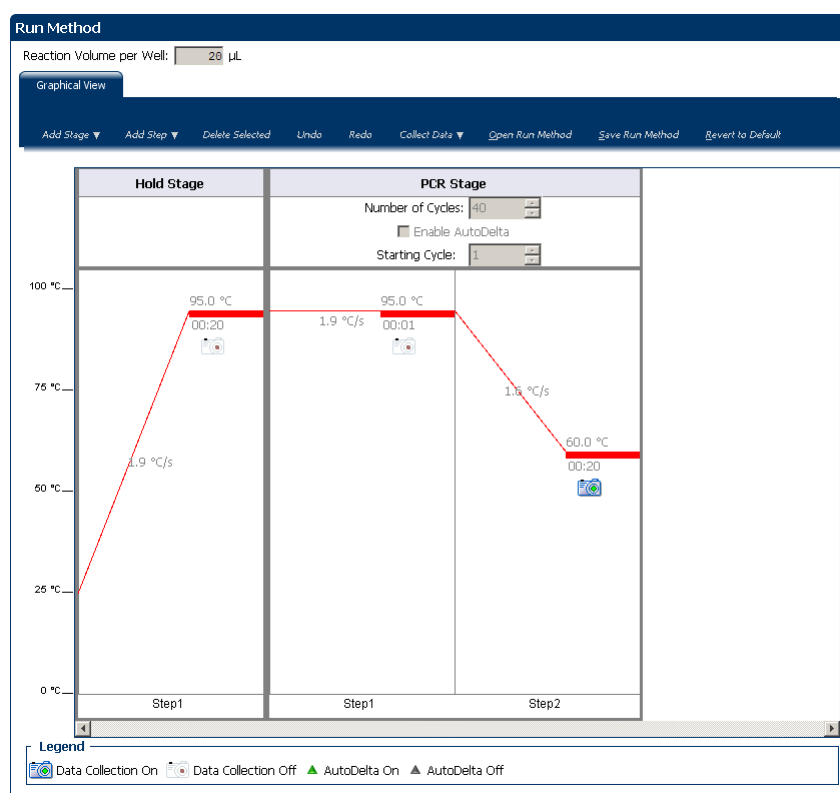 Run Method
Reaction Volume per Well: 20 µL
Graphical View
Add Stage ▼ Add Step ▼ Delete Selected Undo Redo Collect Data ▼ Open Run Method Save Run Method Revert to Default
Hold Stage PCR Stage
Number of Cycles: 40
Enable AutoDelta
Starting Cycle: 1
100 °C
95.0 °C 95.0 °C
00:20 1.9 °C/s 00:01
75 °C
1.6 °C/s
60.0 °C
1.9 °C/s 00:20
50 °C
25 °C
0 °C
Step1 Step1 Step2
Legend
Data Collection On Data Collection Off AutoDelta On AutoDelta Off